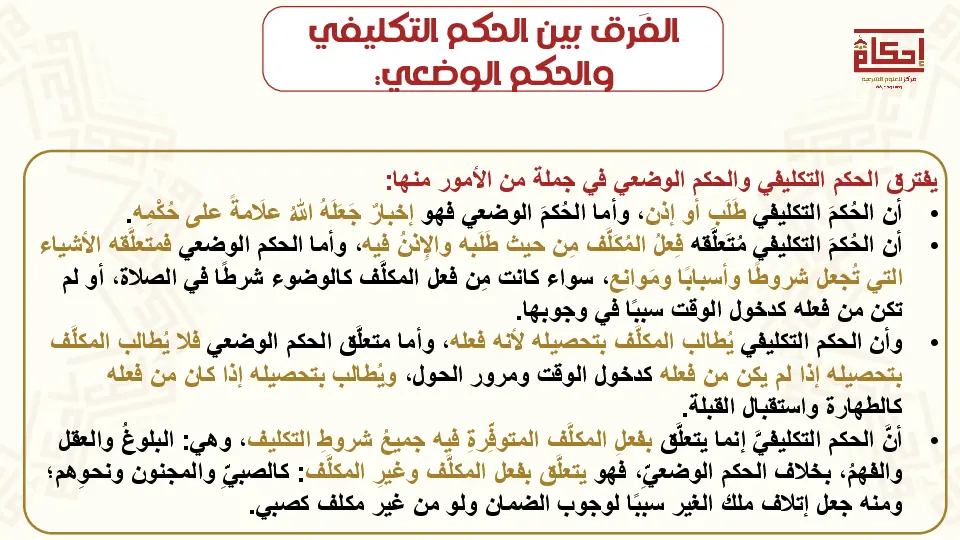 الفَرق بين الحكم التكليفي
والحكم الوضعي:
إحكام
مركز للعلوم الشرعية
يفترق الحكم التكليفي والحكم الوضعي في جملة من الأمور منها:
• أن الحُكمَ التكليفي طَلَب أو إذن، وأما الحُكمَ الوضعي فهو إخبارٌ جَعَلَهُ اللهُ علَامةً على حُكْمِه.
• أن الحُكمَ التكليفي مُتَعلَّقه فِعلُ المُكلَّف مِن حيث طَلَبه والإِذنُ فيه، وأما الحكم الوضعي فمتعلَّقه الأشياء
التي تُجعل شروطًا وأسبابًا ومَوانع، سواء كانت مِن فعل المكلَّف كالوضوء شرطًا في الصلاة، أو لم
تكن من فعله كدخول الوقت سببًا في وجوبها.
• وأن الحكم التكليفي يُطالب المكلَّف بتحصيله لأنه فعله، وأما متعلَّق الحكم الوضعي فلا يُطالب المكلَّف
بتحصيله إذا لم يكن من فعله كدخول الوقت ومرور الحول، ويُطالب بتحصيله إذا كان من فعله
كالطهارة واستقبال القبلة.
• أنَّ الحكم التكليفيَّ إنما يتعلَّق بفعلِ المكلَّف المتوفِّرةِ فيه جميعُ شروطِ التكليف، وهي: البلوغُ والعقل
والفهمُ، بخلاف الحكم الوضعيّ، فهو يتعلَّق بفعل المكلَّف وغيرِ المكلَّف: كالصبيّ والمجنون ونحوِهم؛
ومنه جعل إتلاف ملك الغير سببًا لوجوب الضمان ولو من غير مكلف كصبي.